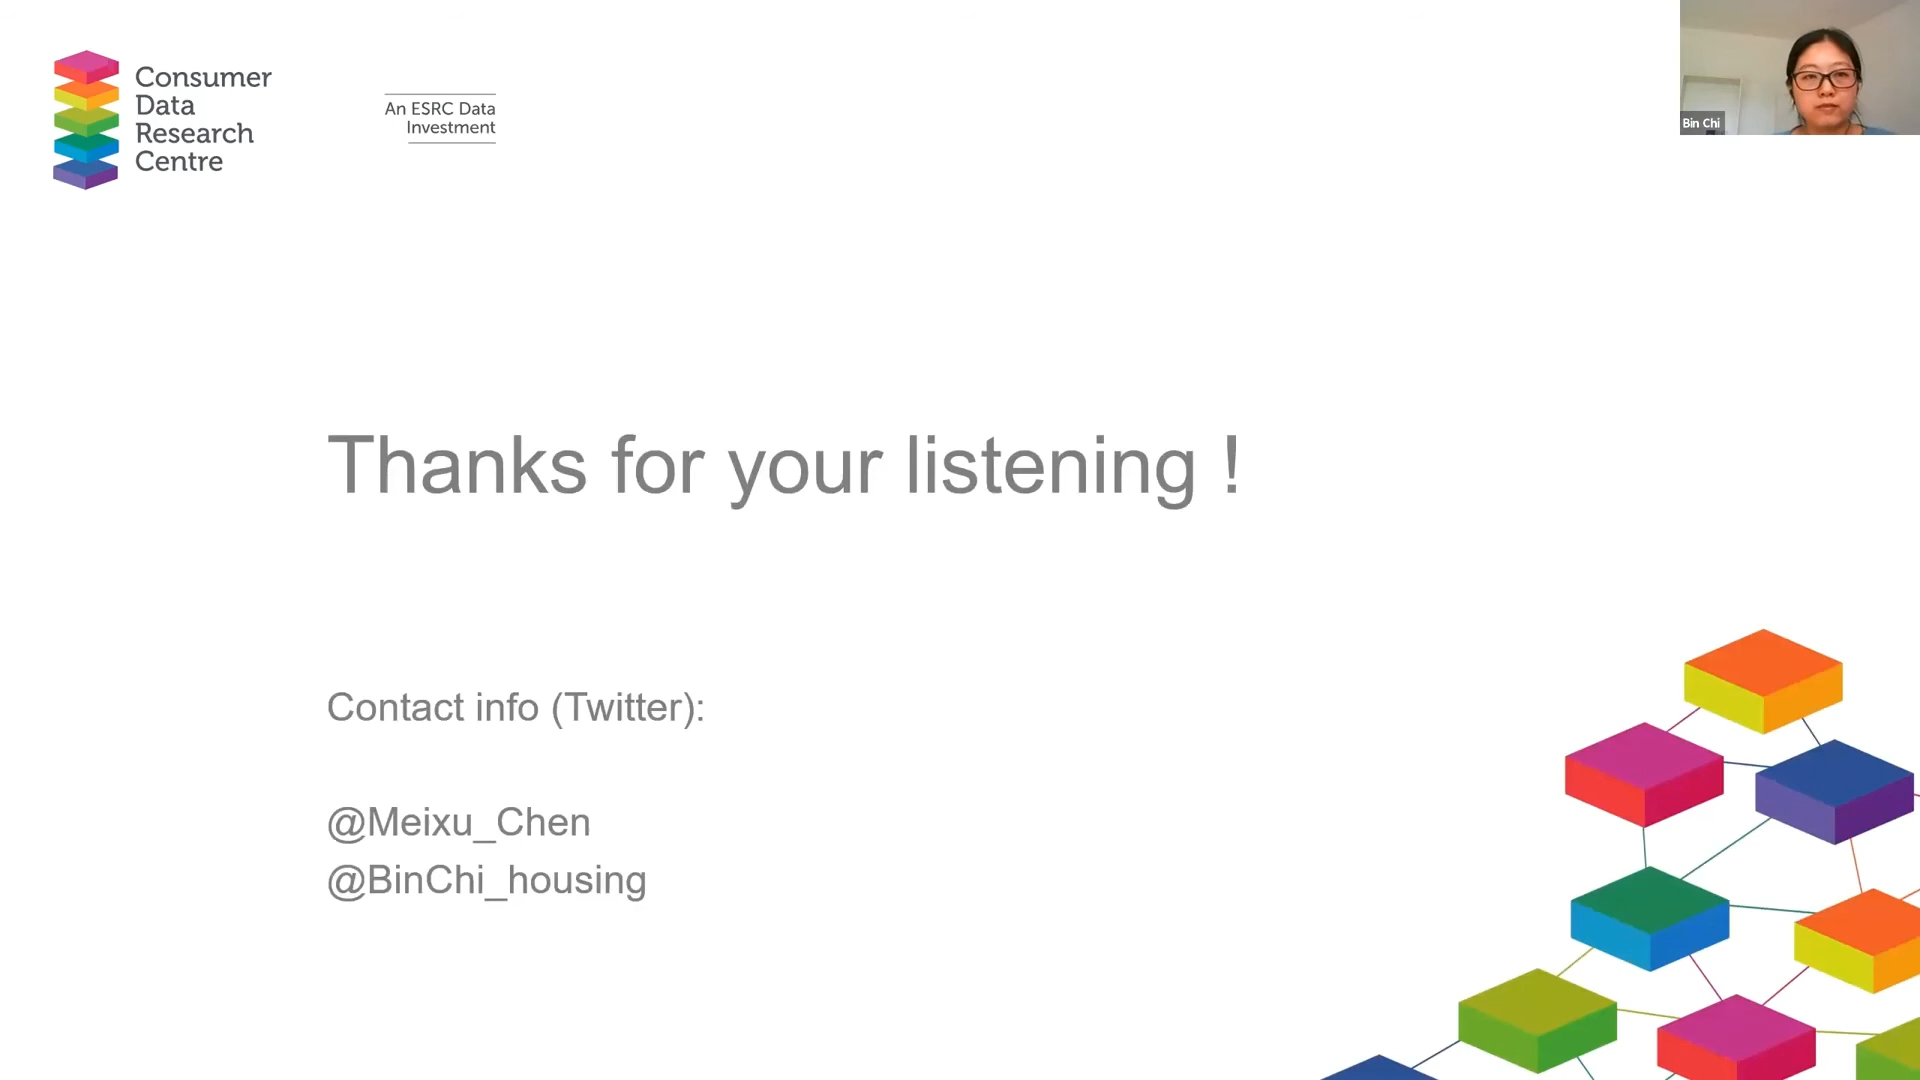 Consumer
Data
Research
Centre
An ESRC Data
Investment
Bin Chi
Thanks for your listening !
Contact info (Twitter):
@Meixu_Chen
@BinChi_housing